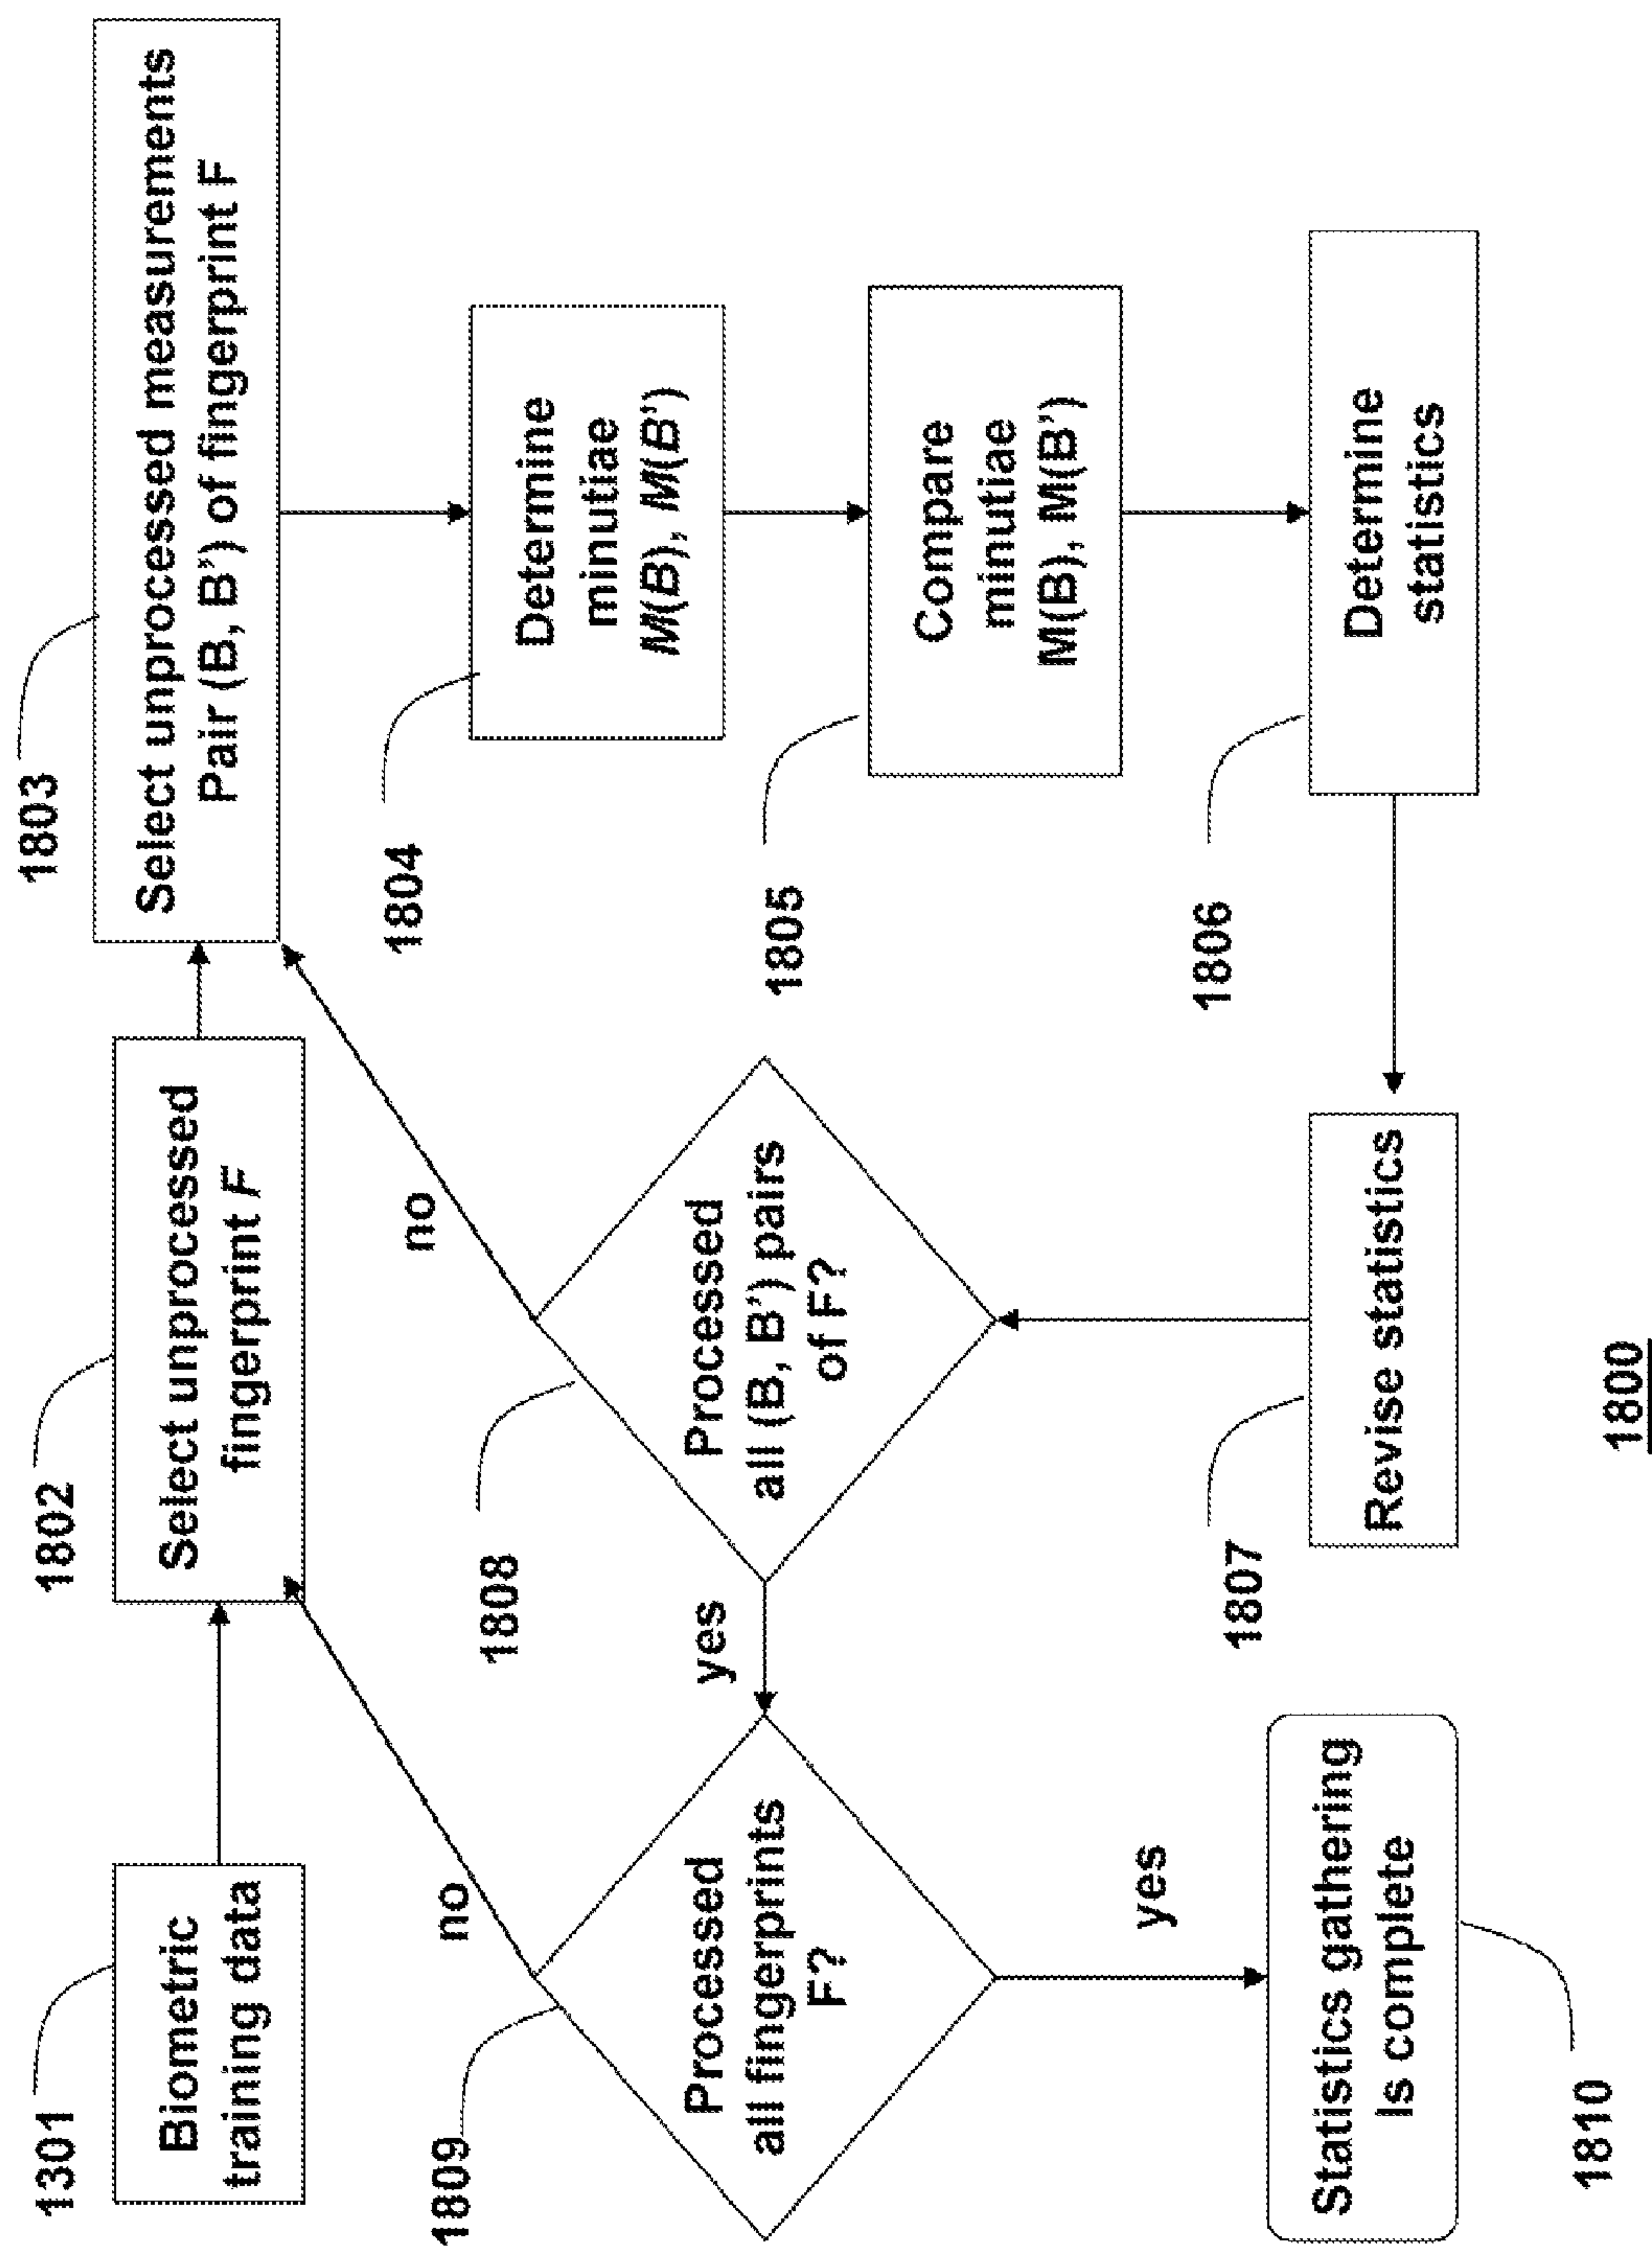 1301
Biometric
training data
1802
Select unprocessed
fingerprint F
1803
Select unprocessed measurements
Pair (B, B') of fingerprint F
1804
Determine
minutiae
M(B), M(B')
1805
Compare
minutiae
M(B), M(B')
1806
Determine
statistics
1807
Revise statistics
1808
Processed
all (B, B') pairs
of F?
no
yes
1809
Processed
all fingerprints
F?
no
yes
Statistics gathering
Is complete
1810
1800